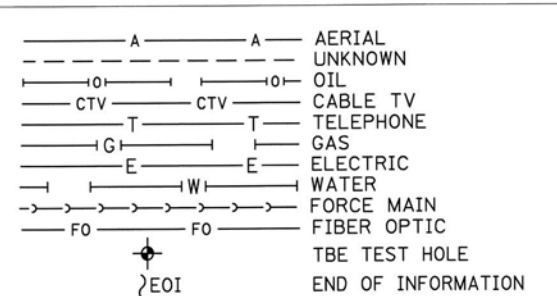 A A AERIAL
UNKNOWN
O O OIL
CTV CTV CABLE TV
T T TELEPHONE
G GAS
E E ELECTRIC
W WATER
FORCE MAIN
FO FO FIBER OPTIC
TBE TEST HOLE
EOI END OF INFORMATION